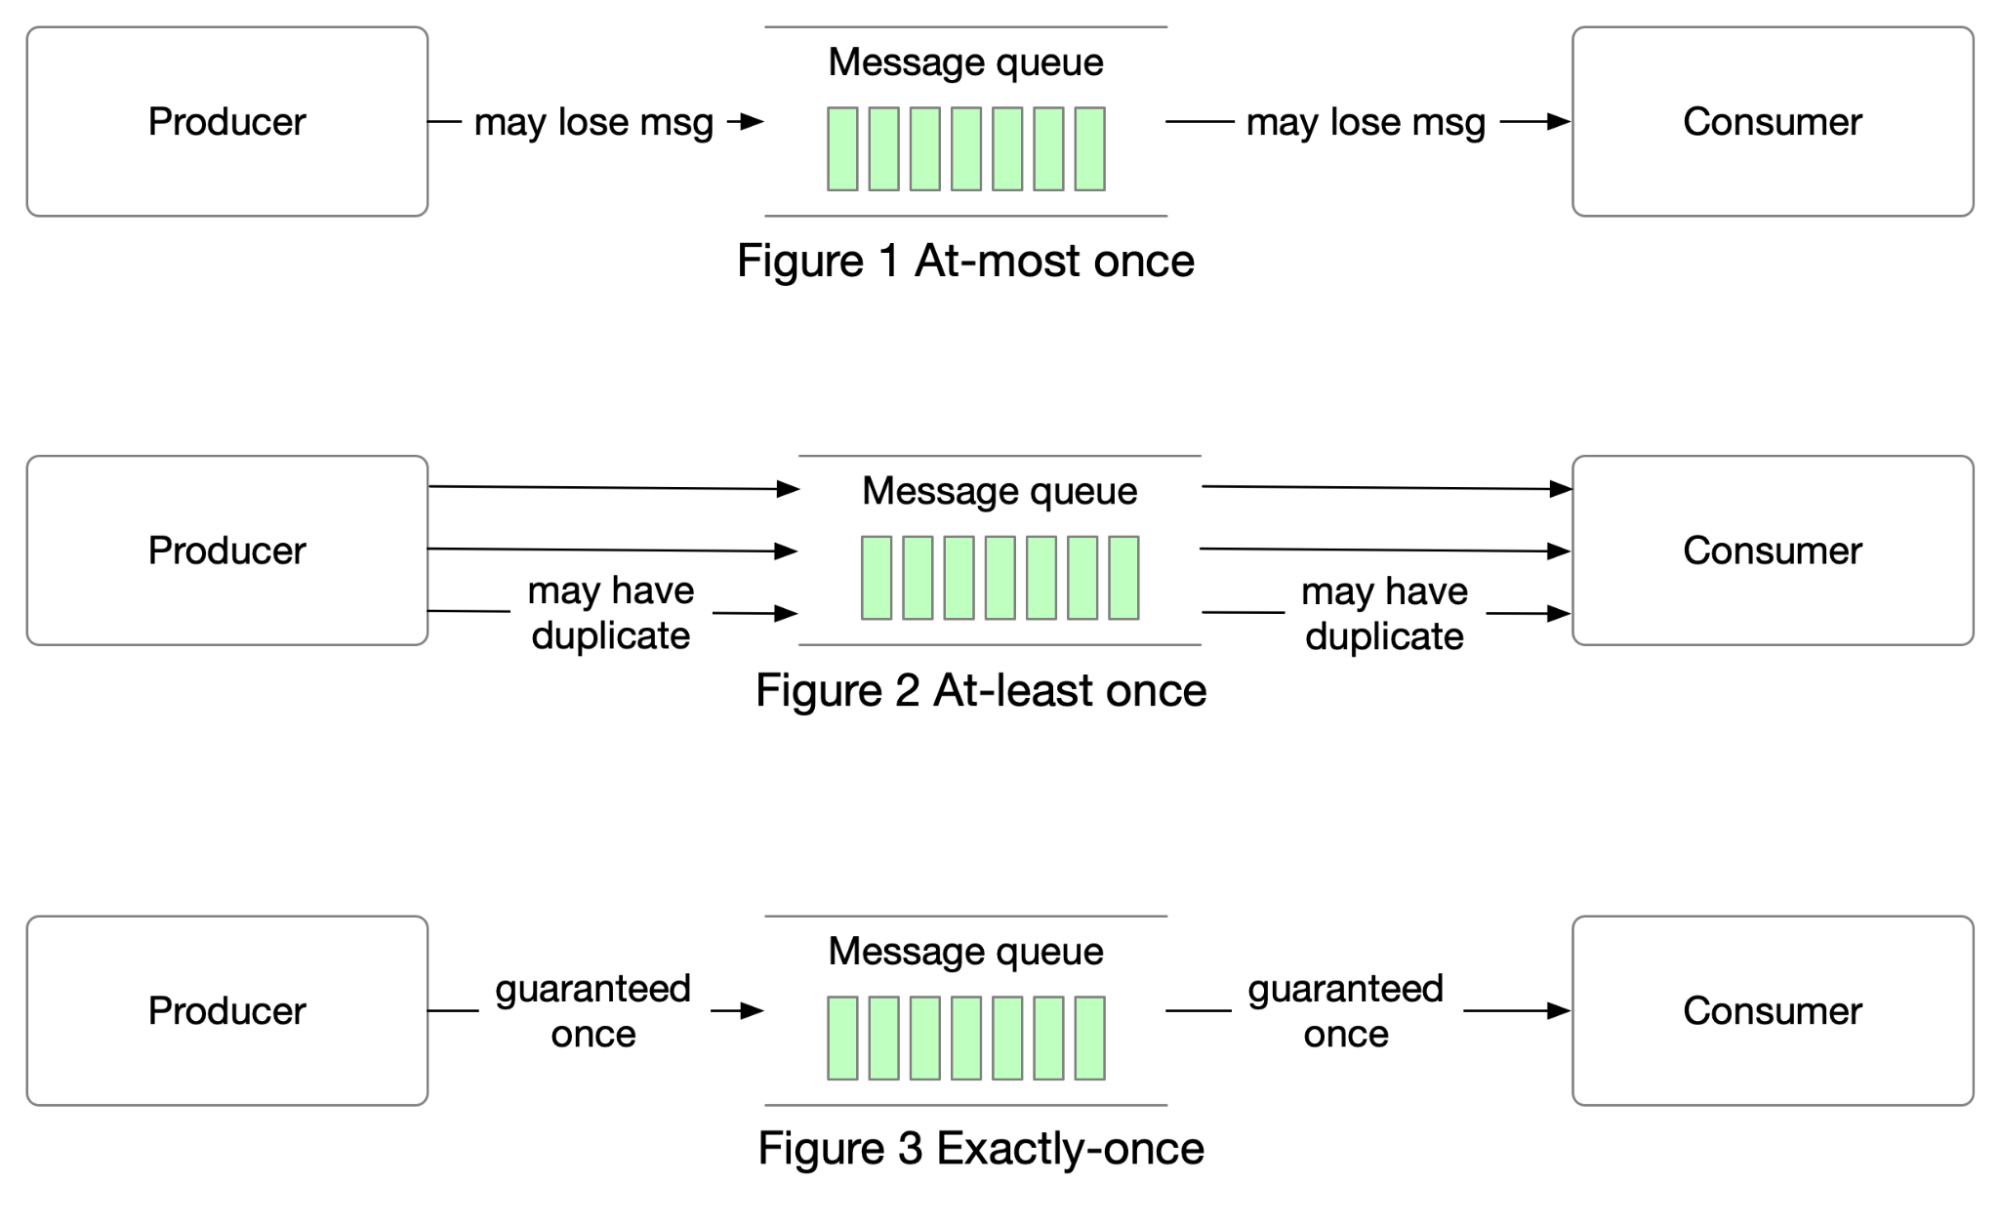 Producer
may lose msg
Message queue
may lose msg
Consumer
Figure 1 At-most once
Producer
may have
duplicate
Message queue
may have
duplicate
Consumer
Figure 2 At-least once
Producer
guaranteed
once
Message queue
guaranteed
once
Consumer
Figure 3 Exactly-once